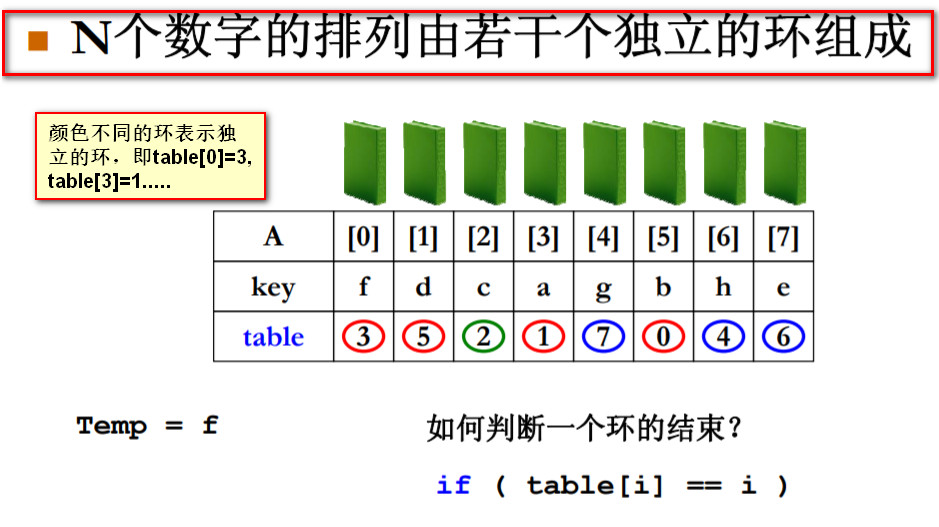 N个数字的排列由若干个独立的环组成
颜色不同的环表示独
立的环，即table[0]=3,
table[3]=1.....
A [0] [1] [2] [3] [4] [5] [6] [7]
key f d c a g b h e
table 3 5 2 1 7 0 4 6
Temp = f
如何判断一个环的结束？
if ( table[i] == i )